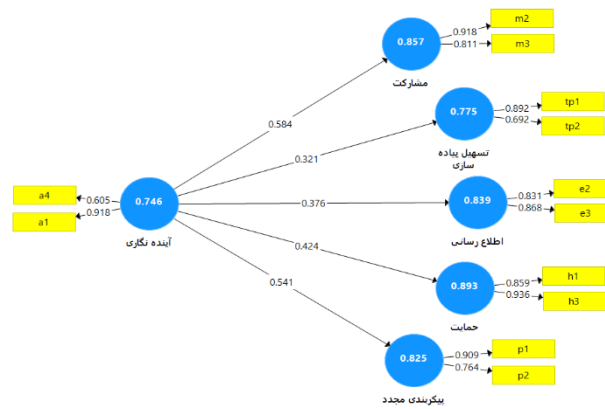 m2
0.918
0.857
0.811
m3
مشارکت
0.584
tp1
0.892
0.775
0.692
tp2
0.321
تسهیل پیاده
سازی
a4
0.605
0.746
0.918
a1
آینده نگاری
0.376
e2
0.831
0.839
0.868
e3
اطلاع رسانی
0.424
h1
0.859
0.893
0.936
h3
حمایت
0.541
p1
0.909
0.825
0.764
p2
پیکربندی مجدد